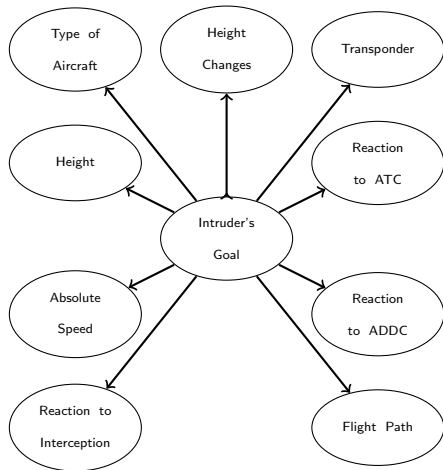 Type of
Aircraft
Height
Changes
Transponder
Height
Reaction
to ATC
Intruder's
Goal
Absolute
Speed
Reaction
to ADDC
Reaction to
Interception
Flight Path